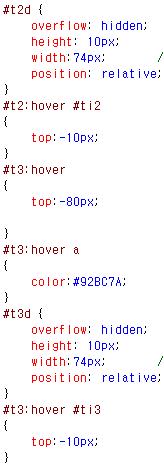 #t2d {
overflow: hidden;
height: 10px;
width:74px; /
position: relative;
}
#t2:hover #ti2
{
top:-10px;
}
#t3:hover
{
top:-80px;
}
#t3:hover a
{
color:#92BC7A;
}
#t3d {
overflow: hidden;
height: 10px;
width:74px; /
position: relative;
}
#t3:hover #ti3
{
top:-10px;
}